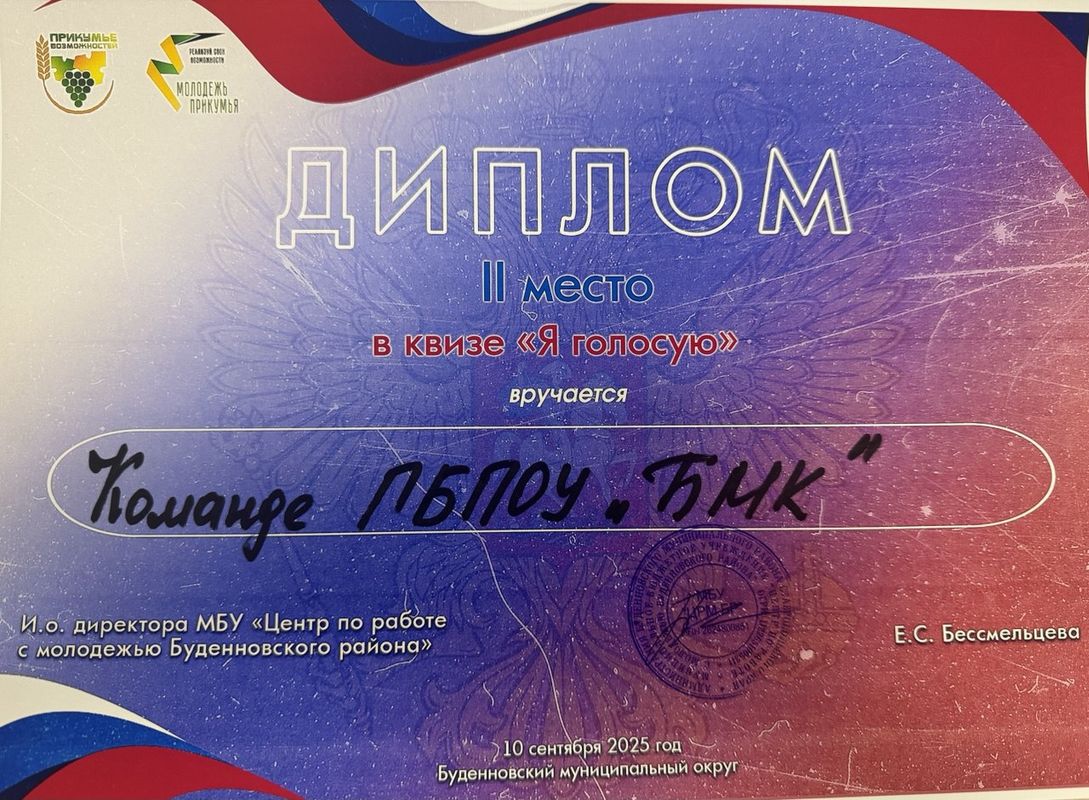 ПРИКУМЬЕ
ВОЗМОЖНОСТЕЙ
РЕАЛИЗУЙ СВОИ
ВОЗМОЖНОСТИ
МОЛОДЕЖЬ
ПРИКУМЬЯ
ДИПЛОМ
II место
в квизе «Я голосую»
вручается
Команде ГБПОУ „БМК"
И.о. директора МБУ «Центр по работе
с молодежью Буденновского района»
МБУ
Е.С. Бессмельцева
10 сентября 2025 год
Буденновский муниципальный округ